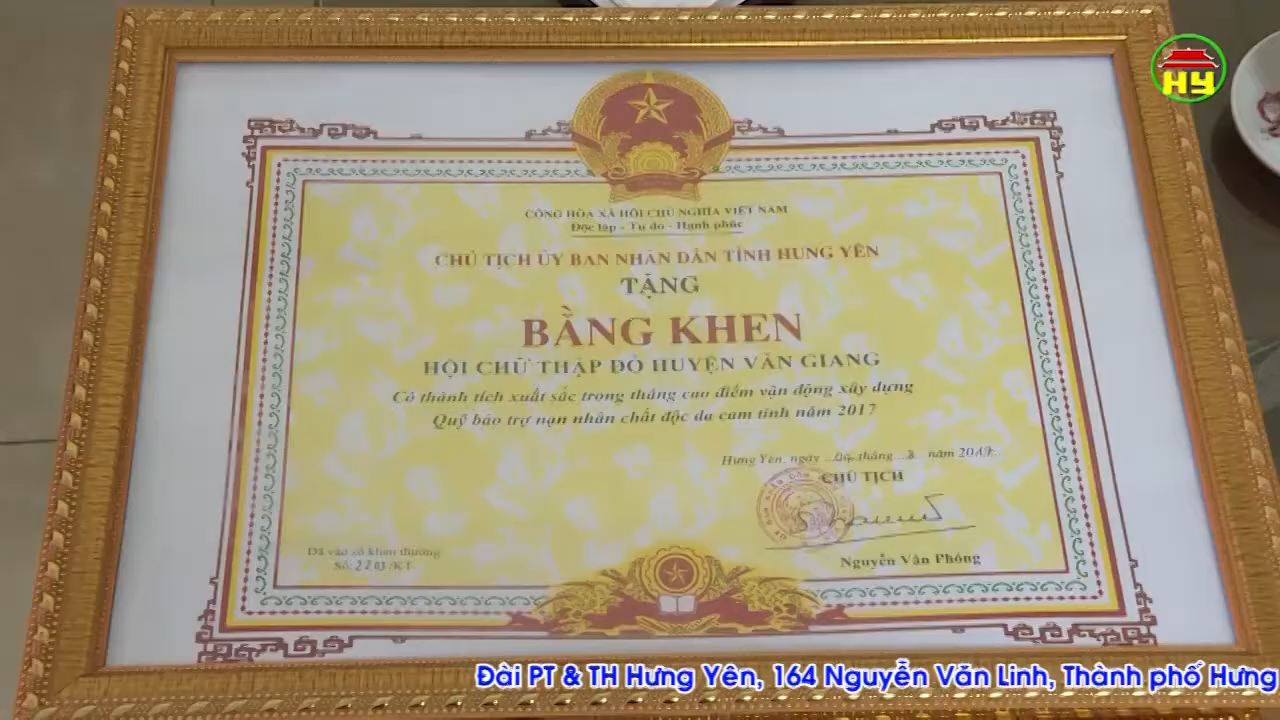 HY
CỘNG HÒA XÃ HỘI CHỦ NGHĨA VIỆT NAM
Độc lập - Tự do - Hạnh phúc
CHỦ TỊCH ỦY BAN NHÂN DÂN TỈNH HƯNG YÊN
TẶNG
BẰNG KHEN
HỘI CHỮ THẬP ĐỎ HUYỆN VĂN GIANG
Có thành tích xuất sắc trong tháng cao điểm vận động xây dựng
Quỹ bảo trợ nạn nhân chất độc da cam tỉnh năm 2017
Hưng Yên, ngày tháng 8 năm 2017
CHỦ TỊCH
Đã vào sổ khen thưởng
Số: 2203/KT
Nguyễn Văn Phóng
Đài PT & TH Hưng Yên, 164 Nguyễn Văn Linh, Thành phố Hưng